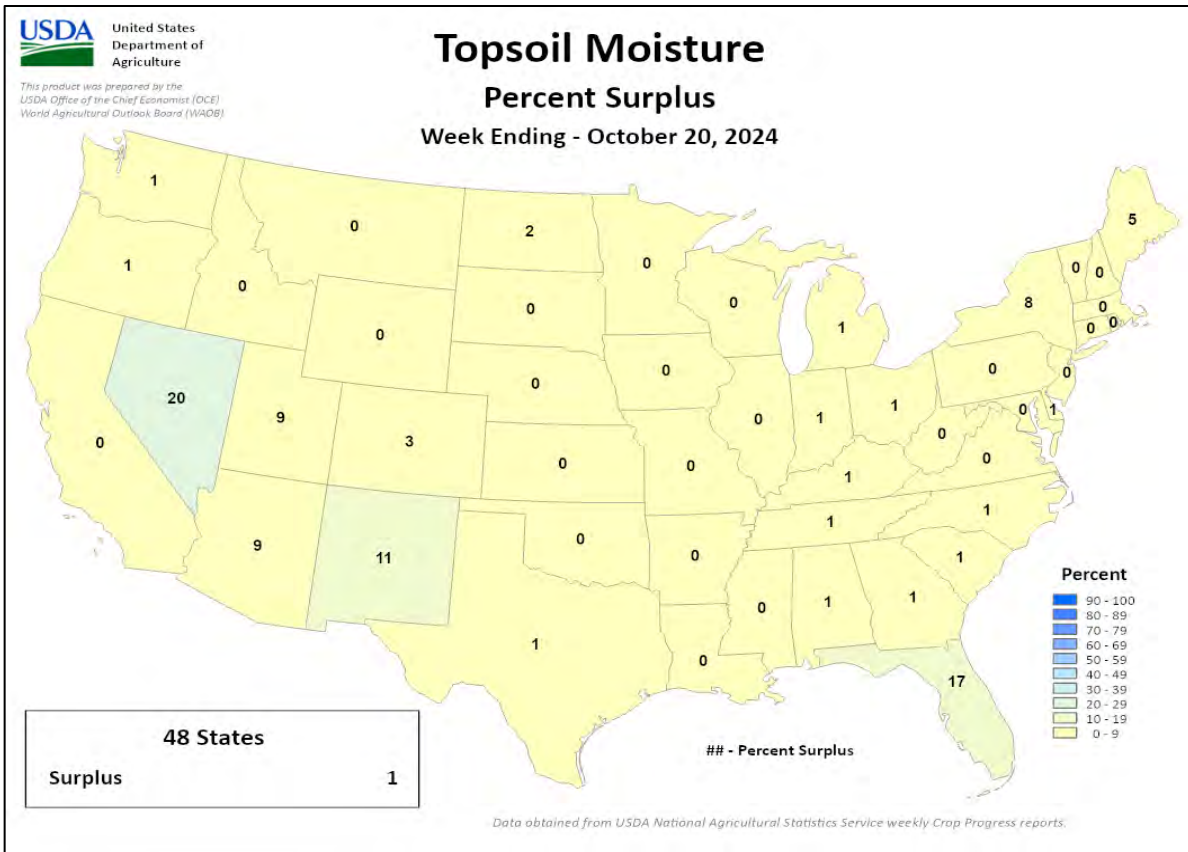 USDA
United States
Department of
Agriculture
This product was prepared by the
USDA Office of the Chief Economist (OCE)
World Agricultural Outlook Board (WAOB)
Topsoil Moisture
Percent Surplus
Week Ending - October 20, 2024
1
0
2
0
5
1
0
0
0
0
0
0
8
0
0
0
0
1
20
9
3
0
0
0
0
0
1
1
0
0
1
0
0
0
0
1
0
9
11
0
0
1
1
1
1
0
0
1
1
17
Percent
90 - 100
80 - 89
70 - 79
60 - 69
50 - 59
40 - 49
30 - 39
20 - 29
10 - 19
0 - 9
48 States
Surplus 1
## - Percent Surplus
Data obtained from USDA National Agricultural Statistics Service weekly Crop Progress reports.